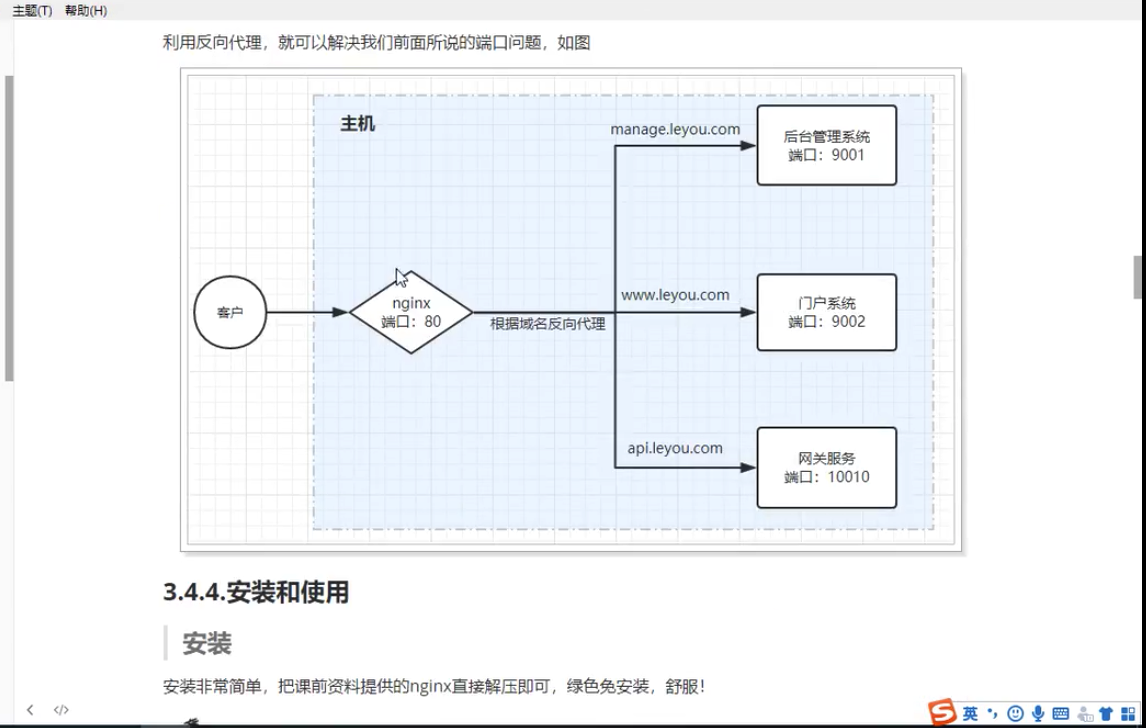 主题(T) 帮助(H)
利用反向代理，就可以解决我们前面所说的端口问题，如图
主机
manage.leyou.com
后台管理系统
端口：9001
客户
nginx
端口：80
根据域名反向代理
www.leyou.com
门户系统
端口：9002
api.leyou.com
网关服务
端口：10010
3.4.4.安装和使用
安装
安装非常简单，把课前资料提供的nginx直接解压即可，绿色免安装，舒服！
</>
S 英